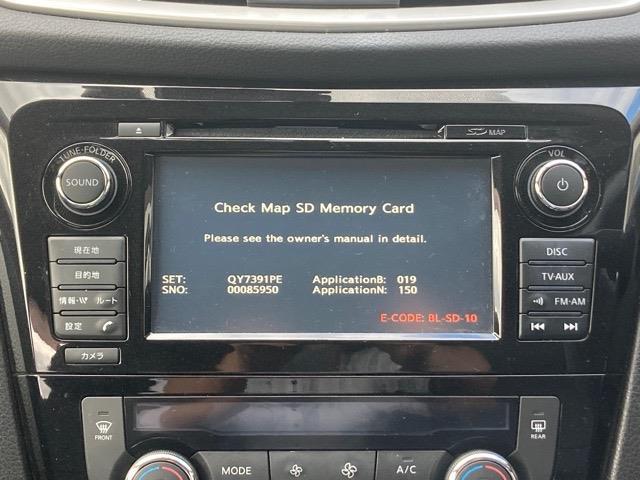 SD MAP
TUNE·FOLDER
SOUND
VOL
現在地
目的地
情報·VII ルート
設定
カメラ
Check Map SD Memory Card
Please see the owner's manual in detail.
SET: QY7391PE ApplicationB: 019
SNO: 00085950 ApplicationN: 150
E-CODE: BL-SD-10
DISC
TV·AUX
FM·AM
FRONT
MODE
A/C
REAR